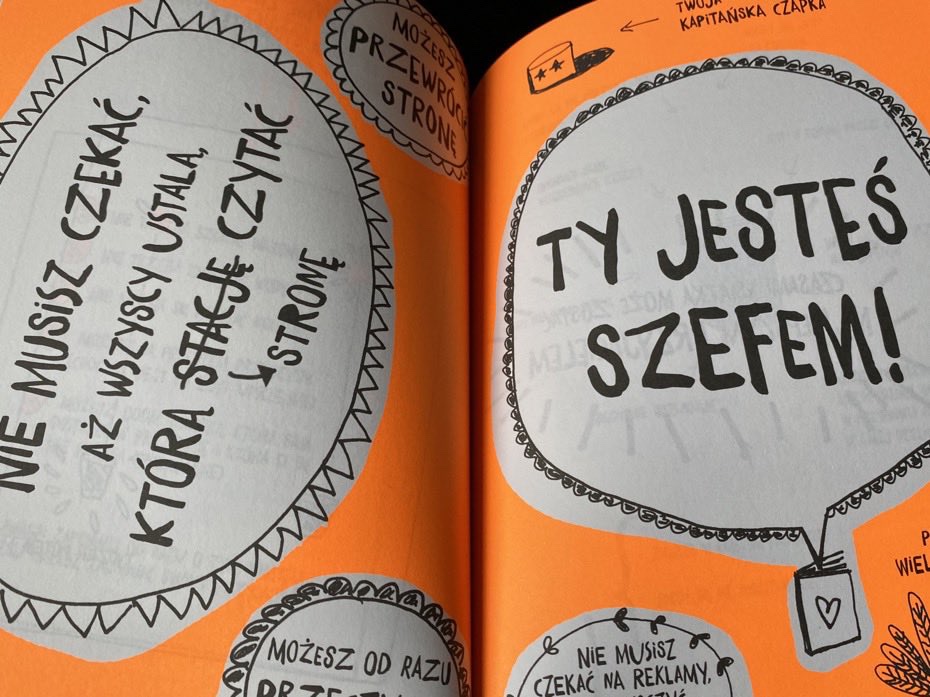 NIE MUSISZ CZEKAĆ,
AŻ WSZYSCY USTALĄ,
KTÓRĄ STACJĘ CZYTAĆ
STRONĘ
MOŻESZ
PRZEWRÓCIĆ
STRONĘ
MOŻESZ OD RAZU
TWOJA
KAPITAŃSKA CZAPKA
TY JESTEŚ
SZEFEM!
NIE MUSISZ
CZEKAĆ NA REKLAMY,